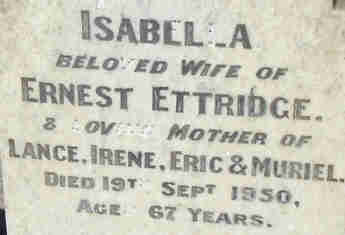 ISABELLA
BELOVED WIFE OF
ERNEST ETTRIDGE.
& LOVING MOTHER OF
LANCE, IRENE, ERIC & MURIEL.
DIED 19TH SEPT 1950,
AGE 67 YEARS.